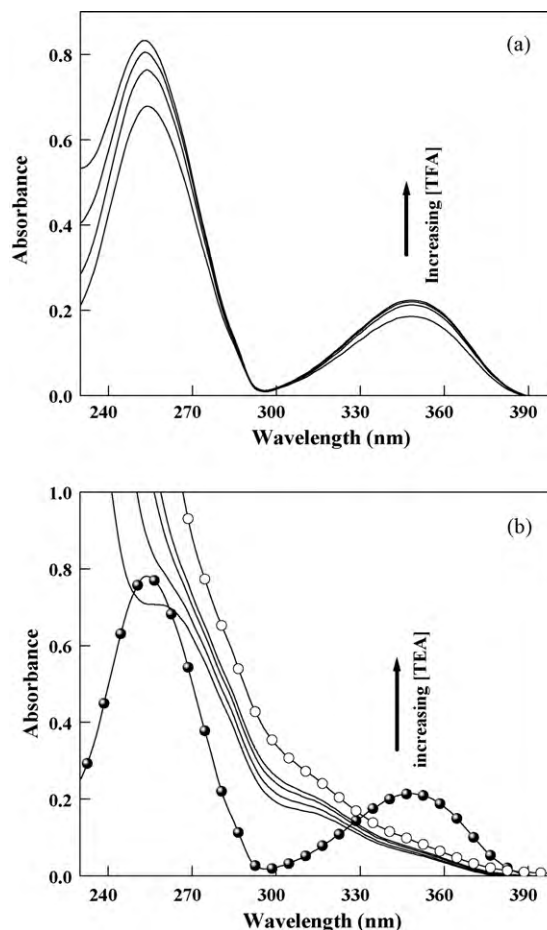 (a)
Absorbance
0.8
0.6
0.4
0.2
0.0
Increasing [TFA]
240 270 300 330 360 390
Wavelength (nm)
(b)
Absorbance
1.0
0.8
0.6
0.4
0.2
0.0
increasing [TEA]
240 270 300 330 360 390
Wavelength (nm)